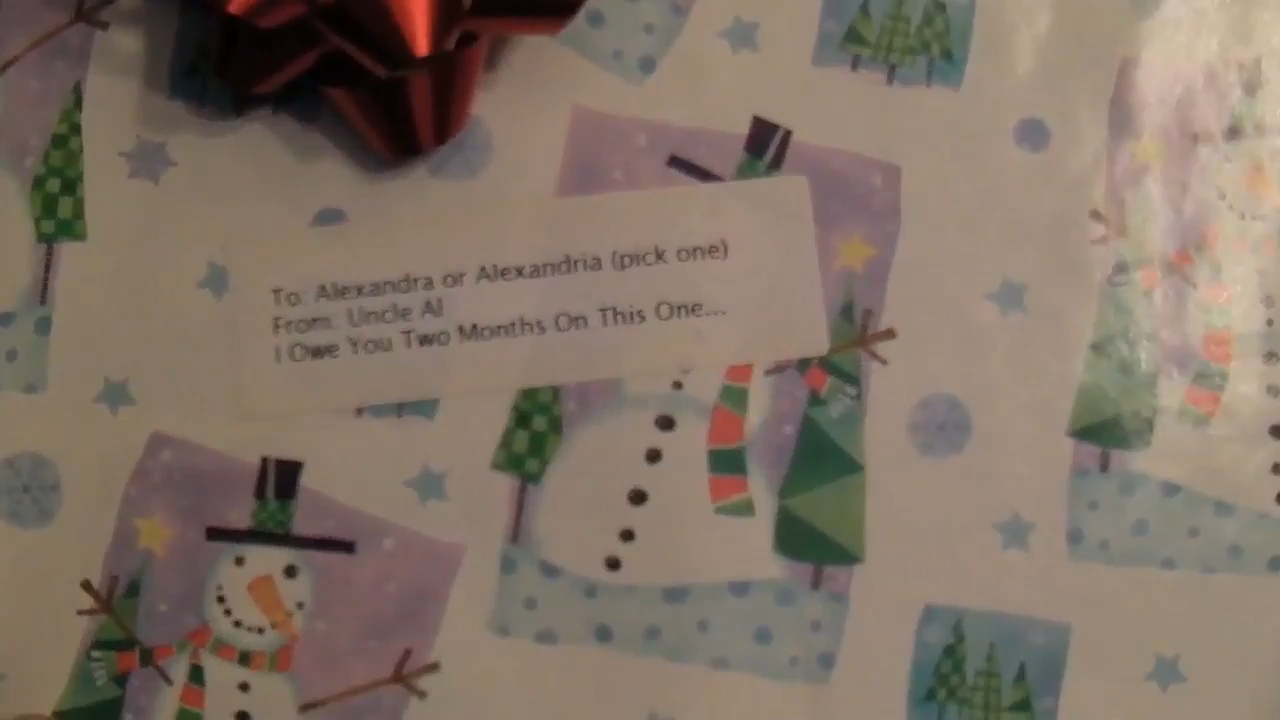 To: Alexandra or Alexandria (pick one)
From: Uncle Al
I Owe You Two Months On This One...